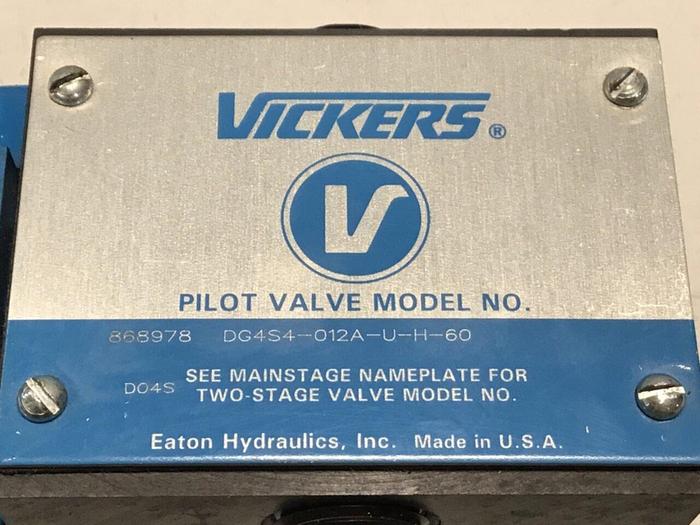 VICKERS®
V
PILOT VALVE MODEL NO.
868978 DG4S4-012A-U-H-60
D04S SEE MAINSTAGE NAMEPLATE FOR
TWO-STAGE VALVE MODEL NO.
Eaton Hydraulics, Inc. Made in U.S.A.